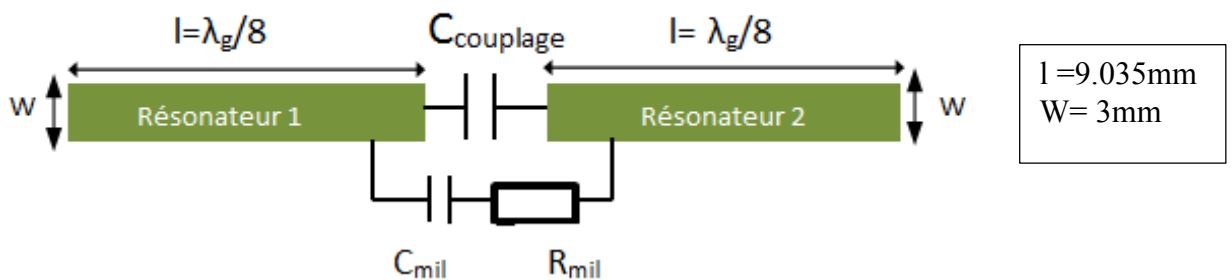 l=λg/8
Ccouplage
l= λg/8
W
Résonateur 1
Résonateur 2
W
Cmil
Rmil
l =9.035mm
W= 3mm